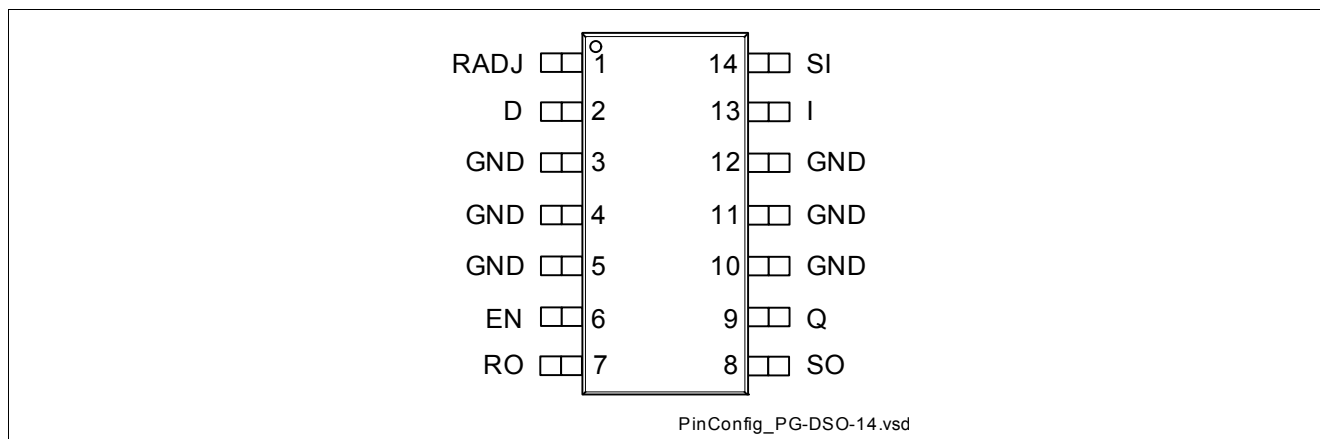 RADJ 1 14 SI
D 2 13 I
GND 3 12 GND
GND 4 11 GND
GND 5 10 GND
EN 6 9 Q
RO 7 8 SO
PinConfig_PG-DSO-14.vsd